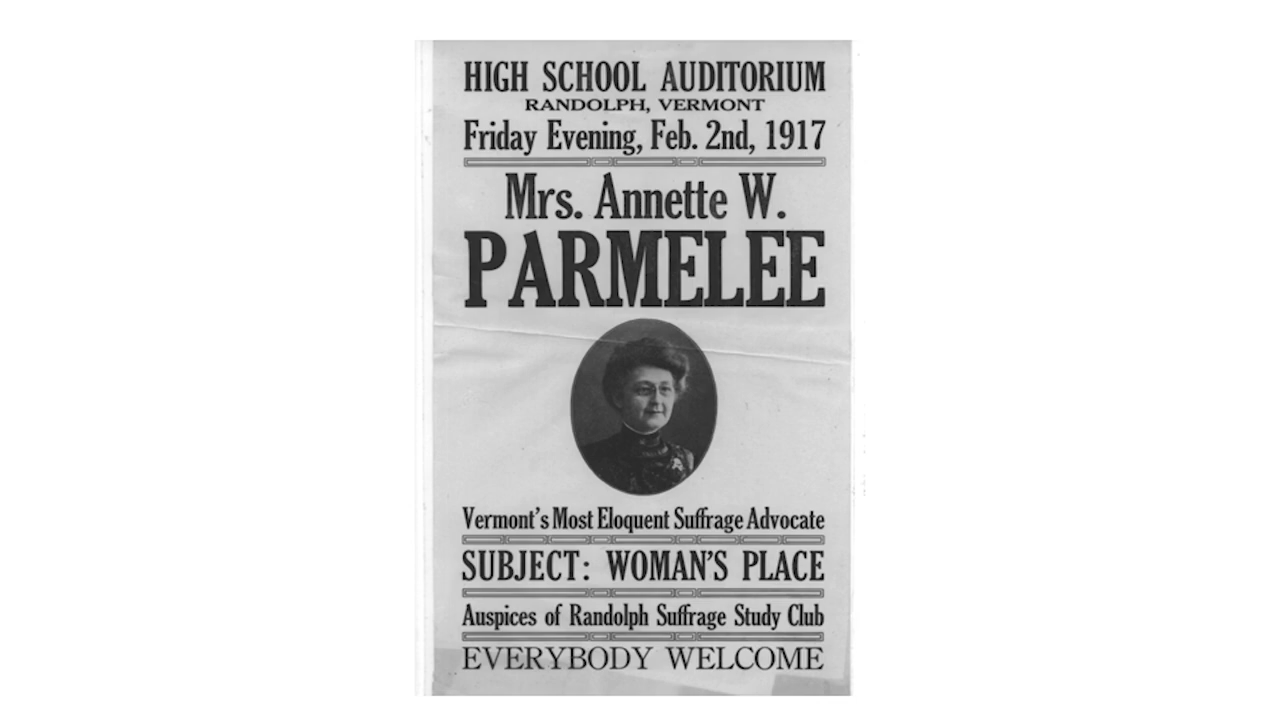 HIGH SCHOOL AUDITORIUM
RANDOLPH, VERMONT
Friday Evening, Feb. 2nd, 1917
Mrs. Annette W.
PARMELEE
Vermont's Most Eloquent Suffrage Advocate
SUBJECT: WOMAN'S PLACE
Auspices of Randolph Suffrage Study Club
EVERYBODY WELCOME